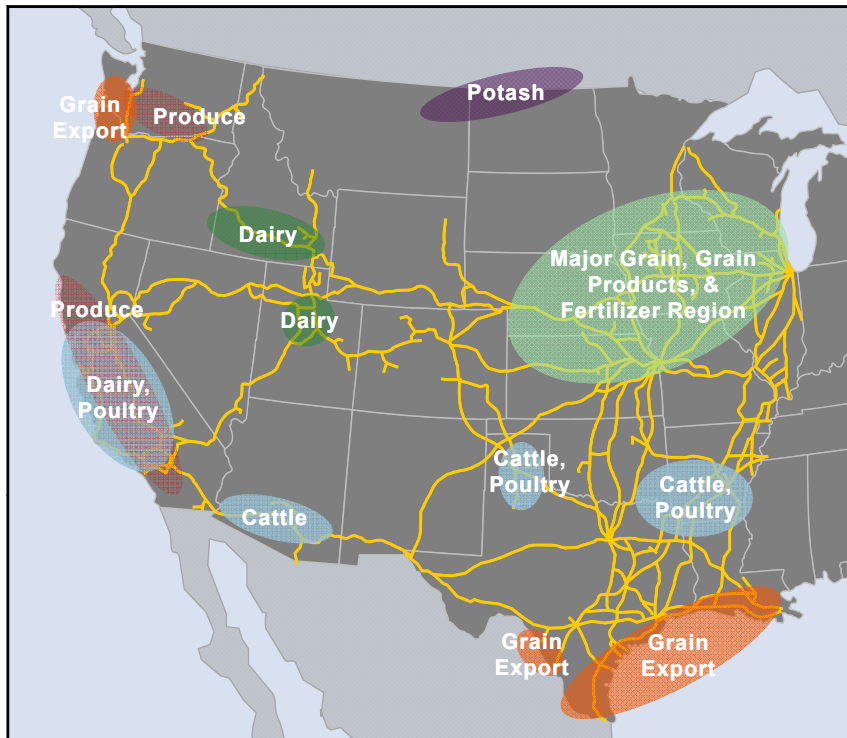 Potash
Grain
Export
Produce
Dairy
Major Grain, Grain
Products, &
Fertilizer Region
Produce
Dairy
Dairy,
Poultry
Cattle,
Poultry
Cattle,
Poultry
Cattle
Grain
Export
Grain
Export